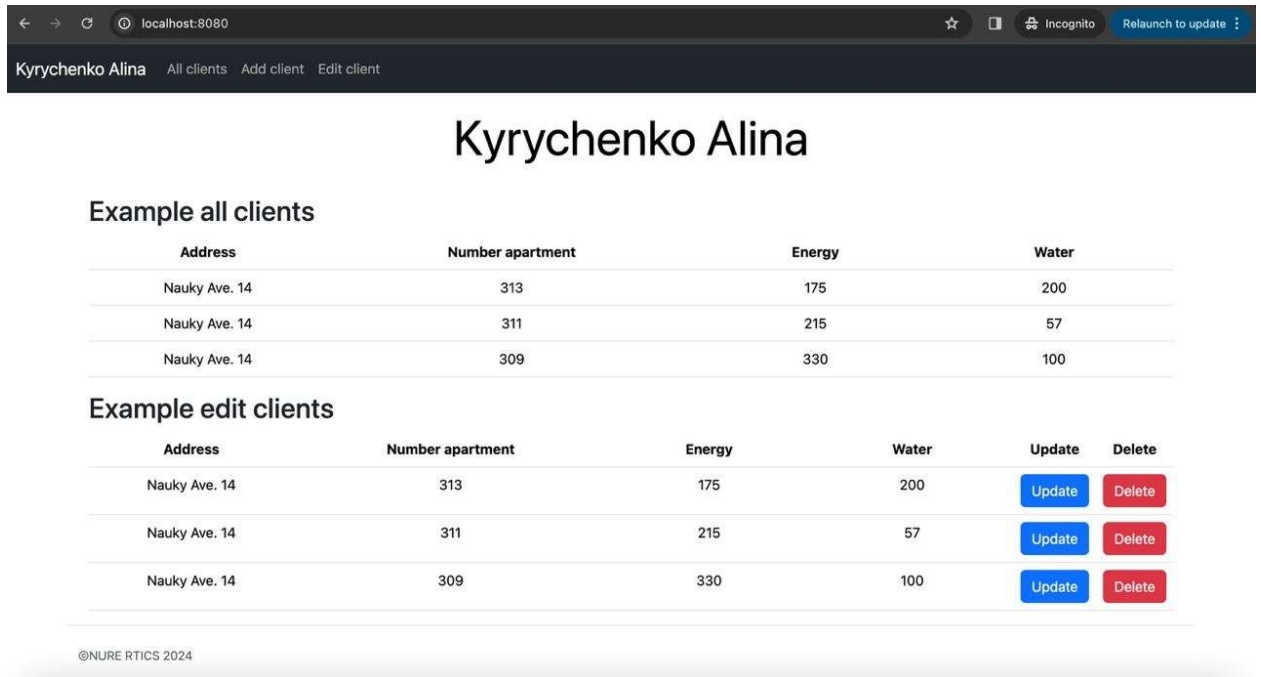 localhost:8080 Incognito Relaunch to update
Kyrychenko Alina All clients Add client Edit client
Kyrychenko Alina
Example all clients
Address Number apartment Energy Water
Nauky Ave. 14 313 175 200
Nauky Ave. 14 311 215 57
Nauky Ave. 14 309 330 100
Example edit clients
Address Number apartment Energy Water Update Delete
Nauky Ave. 14 313 175 200 Update Delete
Nauky Ave. 14 311 215 57 Update Delete
Nauky Ave. 14 309 330 100 Update Delete
©NURE RTICS 2024